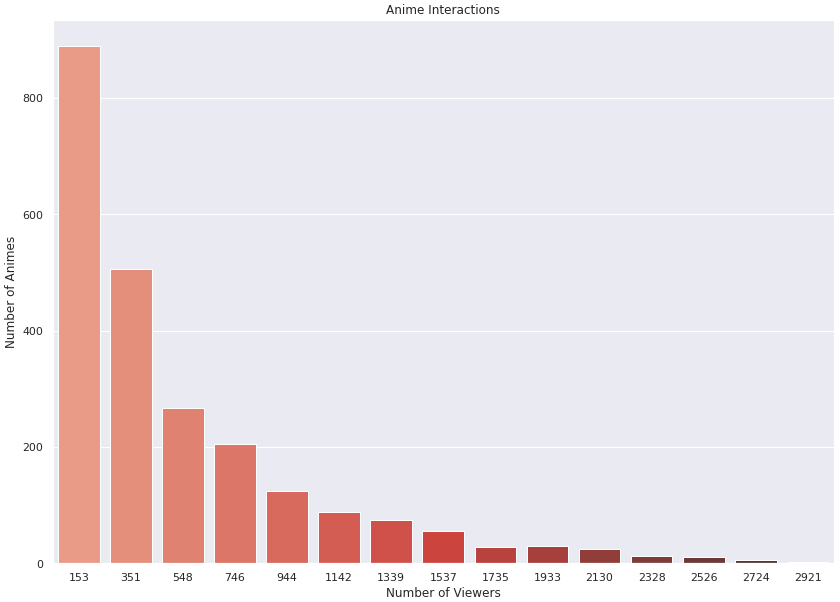 Anime Interactions
Number of Animes
800
600
400
200
0
153 351 548 746 944 1142 1339 1537 1735 1933 2130 2328 2526 2724 2921
Number of Viewers